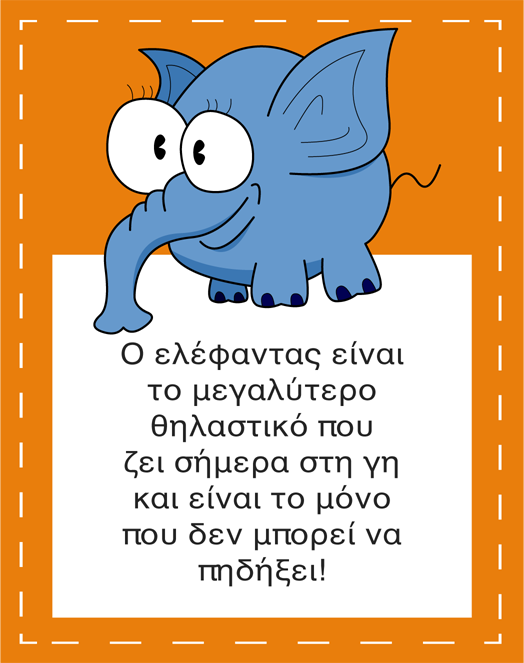 Ο ελέφαντας είναι
το μεγαλύτερο
θηλαστικό που
ζει σήμερα στη γη
και είναι το μόνο
που δεν μπορεί να
πηδήξει!